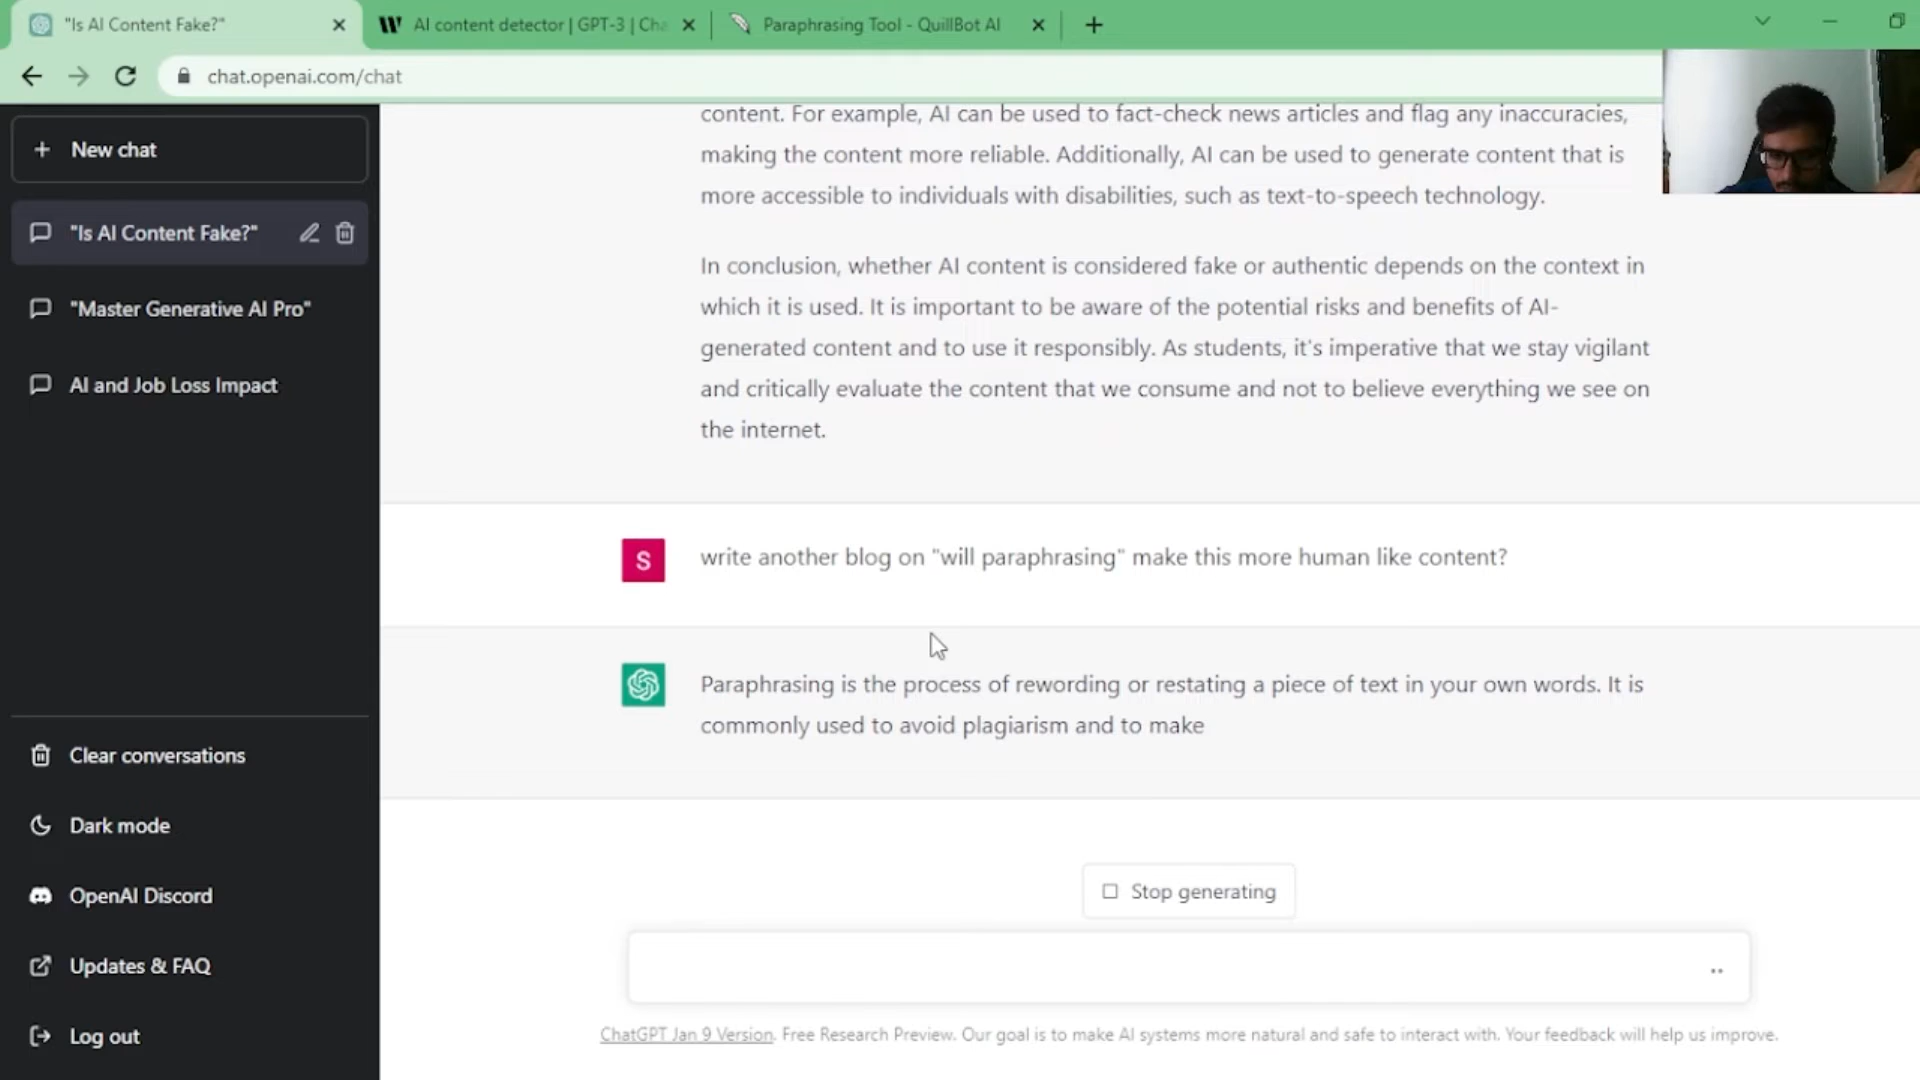 "Is AI Content Fake?"
AI content detector | GPT-3 | Cha
Paraphrasing Tool - QuillBot AI
chat.openai.com/chat
New chat
"Is AI Content Fake?"
"Master Generative AI Pro"
AI and Job Loss Impact
Clear conversations
Dark mode
OpenAI Discord
Updates & FAQ
Log out
content. For example, AI can be used to fact-check news articles and flag any inaccuracies,
making the content more reliable. Additionally, AI can be used to generate content that is
more accessible to individuals with disabilities, such as text-to-speech technology.
In conclusion, whether AI content is considered fake or authentic depends on the context in
which it is used. It is important to be aware of the potential risks and benefits of AI-
generated content and to use it responsibly. As students, it's imperative that we stay vigilant
and critically evaluate the content that we consume and not to believe everything we see on
the internet.
S
write another blog on "will paraphrasing" make this more human like content?
Paraphrasing is the process of rewording or restating a piece of text in your own words. It is
commonly used to avoid plagiarism and to make
Stop generating
ChatGPT Jan 9 Version. Free Research Preview. Our goal is to make AI systems more natural and safe to interact with. Your feedback will help us improve.